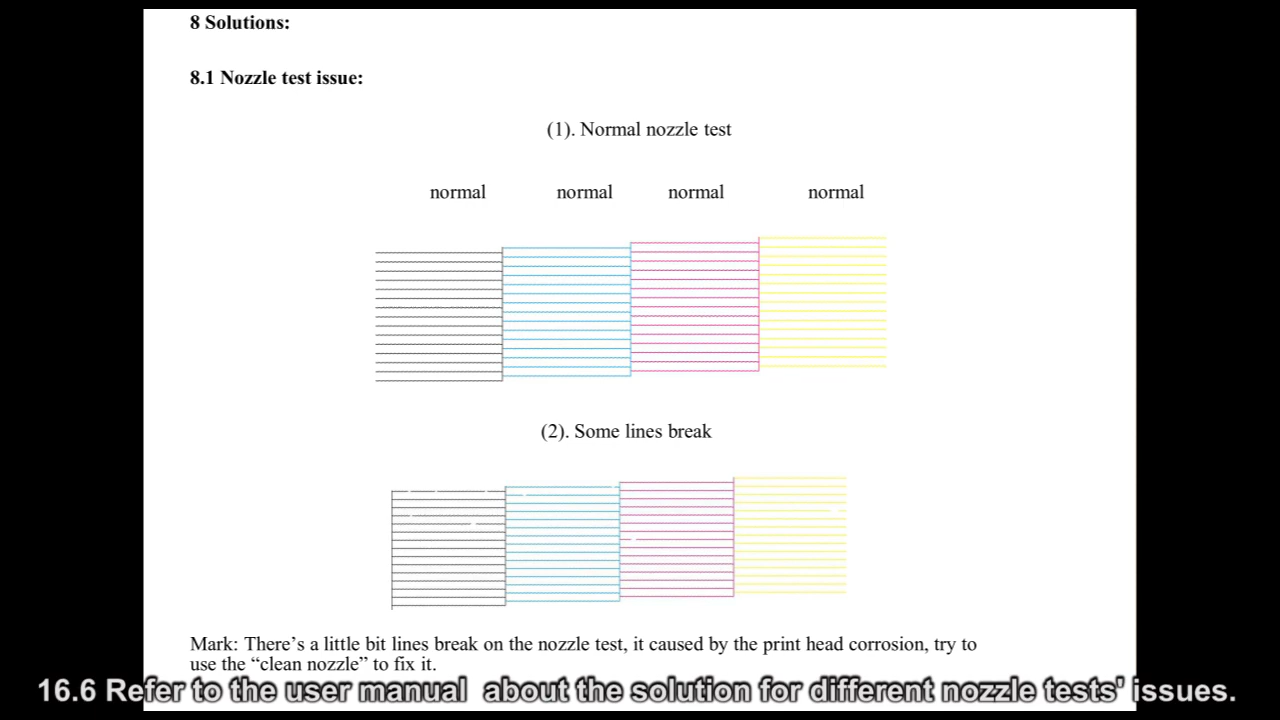 8 Solutions:
8.1 Nozzle test issue:
(1). Normal nozzle test
normal normal normal normal
(2). Some lines break
Mark: There’s a little bit lines break on the nozzle test, it caused by the print head corrosion, try to
use the “clean nozzle” to fix it.
16.6 Refer to the user manual  about the solution for different nozzle tests' issues.